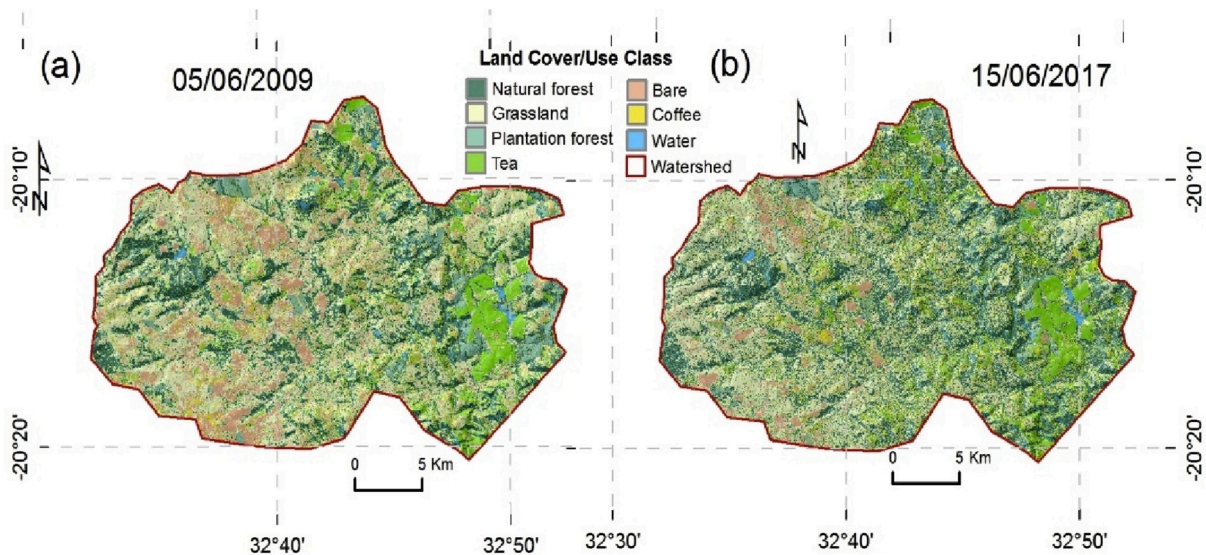 (a)
05/06/2009
Land Cover/Use Class
Natural forest
Grassland
Plantation forest
Tea
Bare
Coffee
Water
Watershed
(b)
15/06/2017
N
N
-20°10'
-20°10'
-20°20'
-20°20'
0 5 Km
0 5 Km
32°40'
32°50'
32°30'
32°40'
32°50'